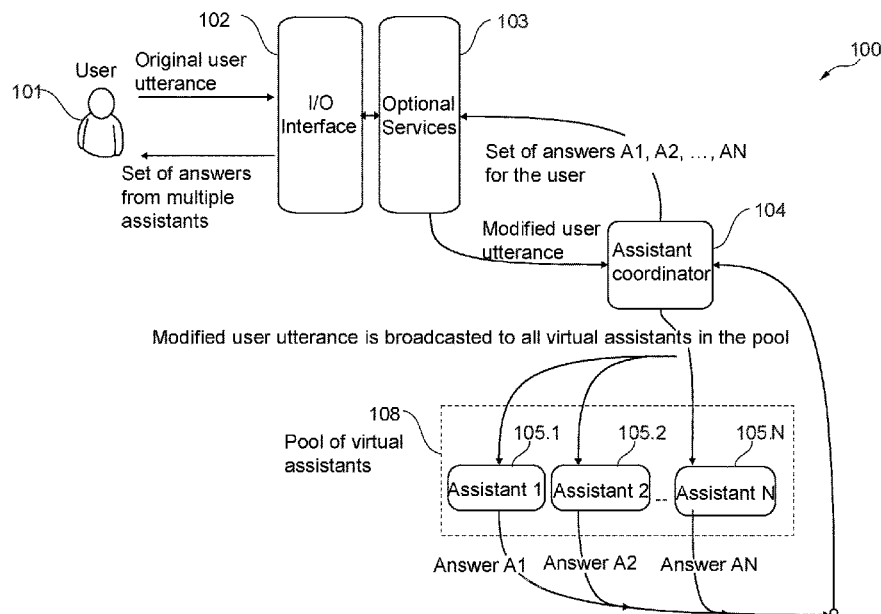 102
103
100
User
Original user
utterance
101
I/O
Interface
Optional
Services
Set of answers
from multiple
assistants
Set of answers A1, A2, ..., AN
for the user
104
Modified user
utterance
Assistant
coordinator
Modified user utterance is broadcasted to all virtual assistants in the pool
108
Pool of virtual
assistants
105.1
105.2
105.N
Assistant 1
Assistant 2
...
Assistant N
Answer A1
Answer A2
Answer AN